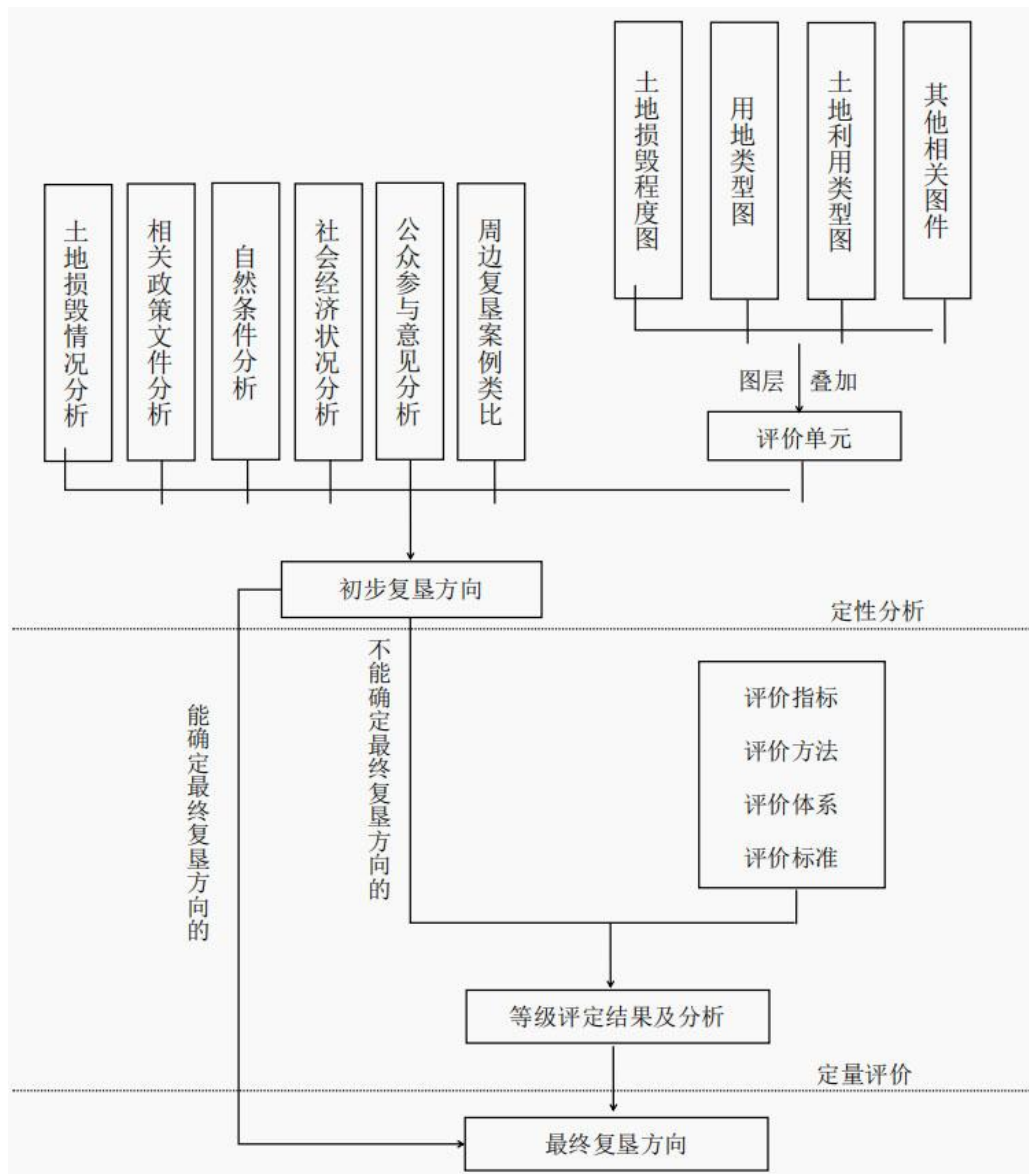 土地损毁程度图
用地类型图
土地利用类型图
其他相关图件
土地损毁情况分析
相关政策文件分析
自然条件分析
社会经济状况分析
公众参与意见分析
周边复垦案例类比
图层 叠加
评价单元
初步复垦方向
定性分析
能确定最终复垦方向的
不能确定最终复垦方向的
评价指标
评价方法
评价体系
评价标准
等级评定结果及分析
定量评价
最终复垦方向